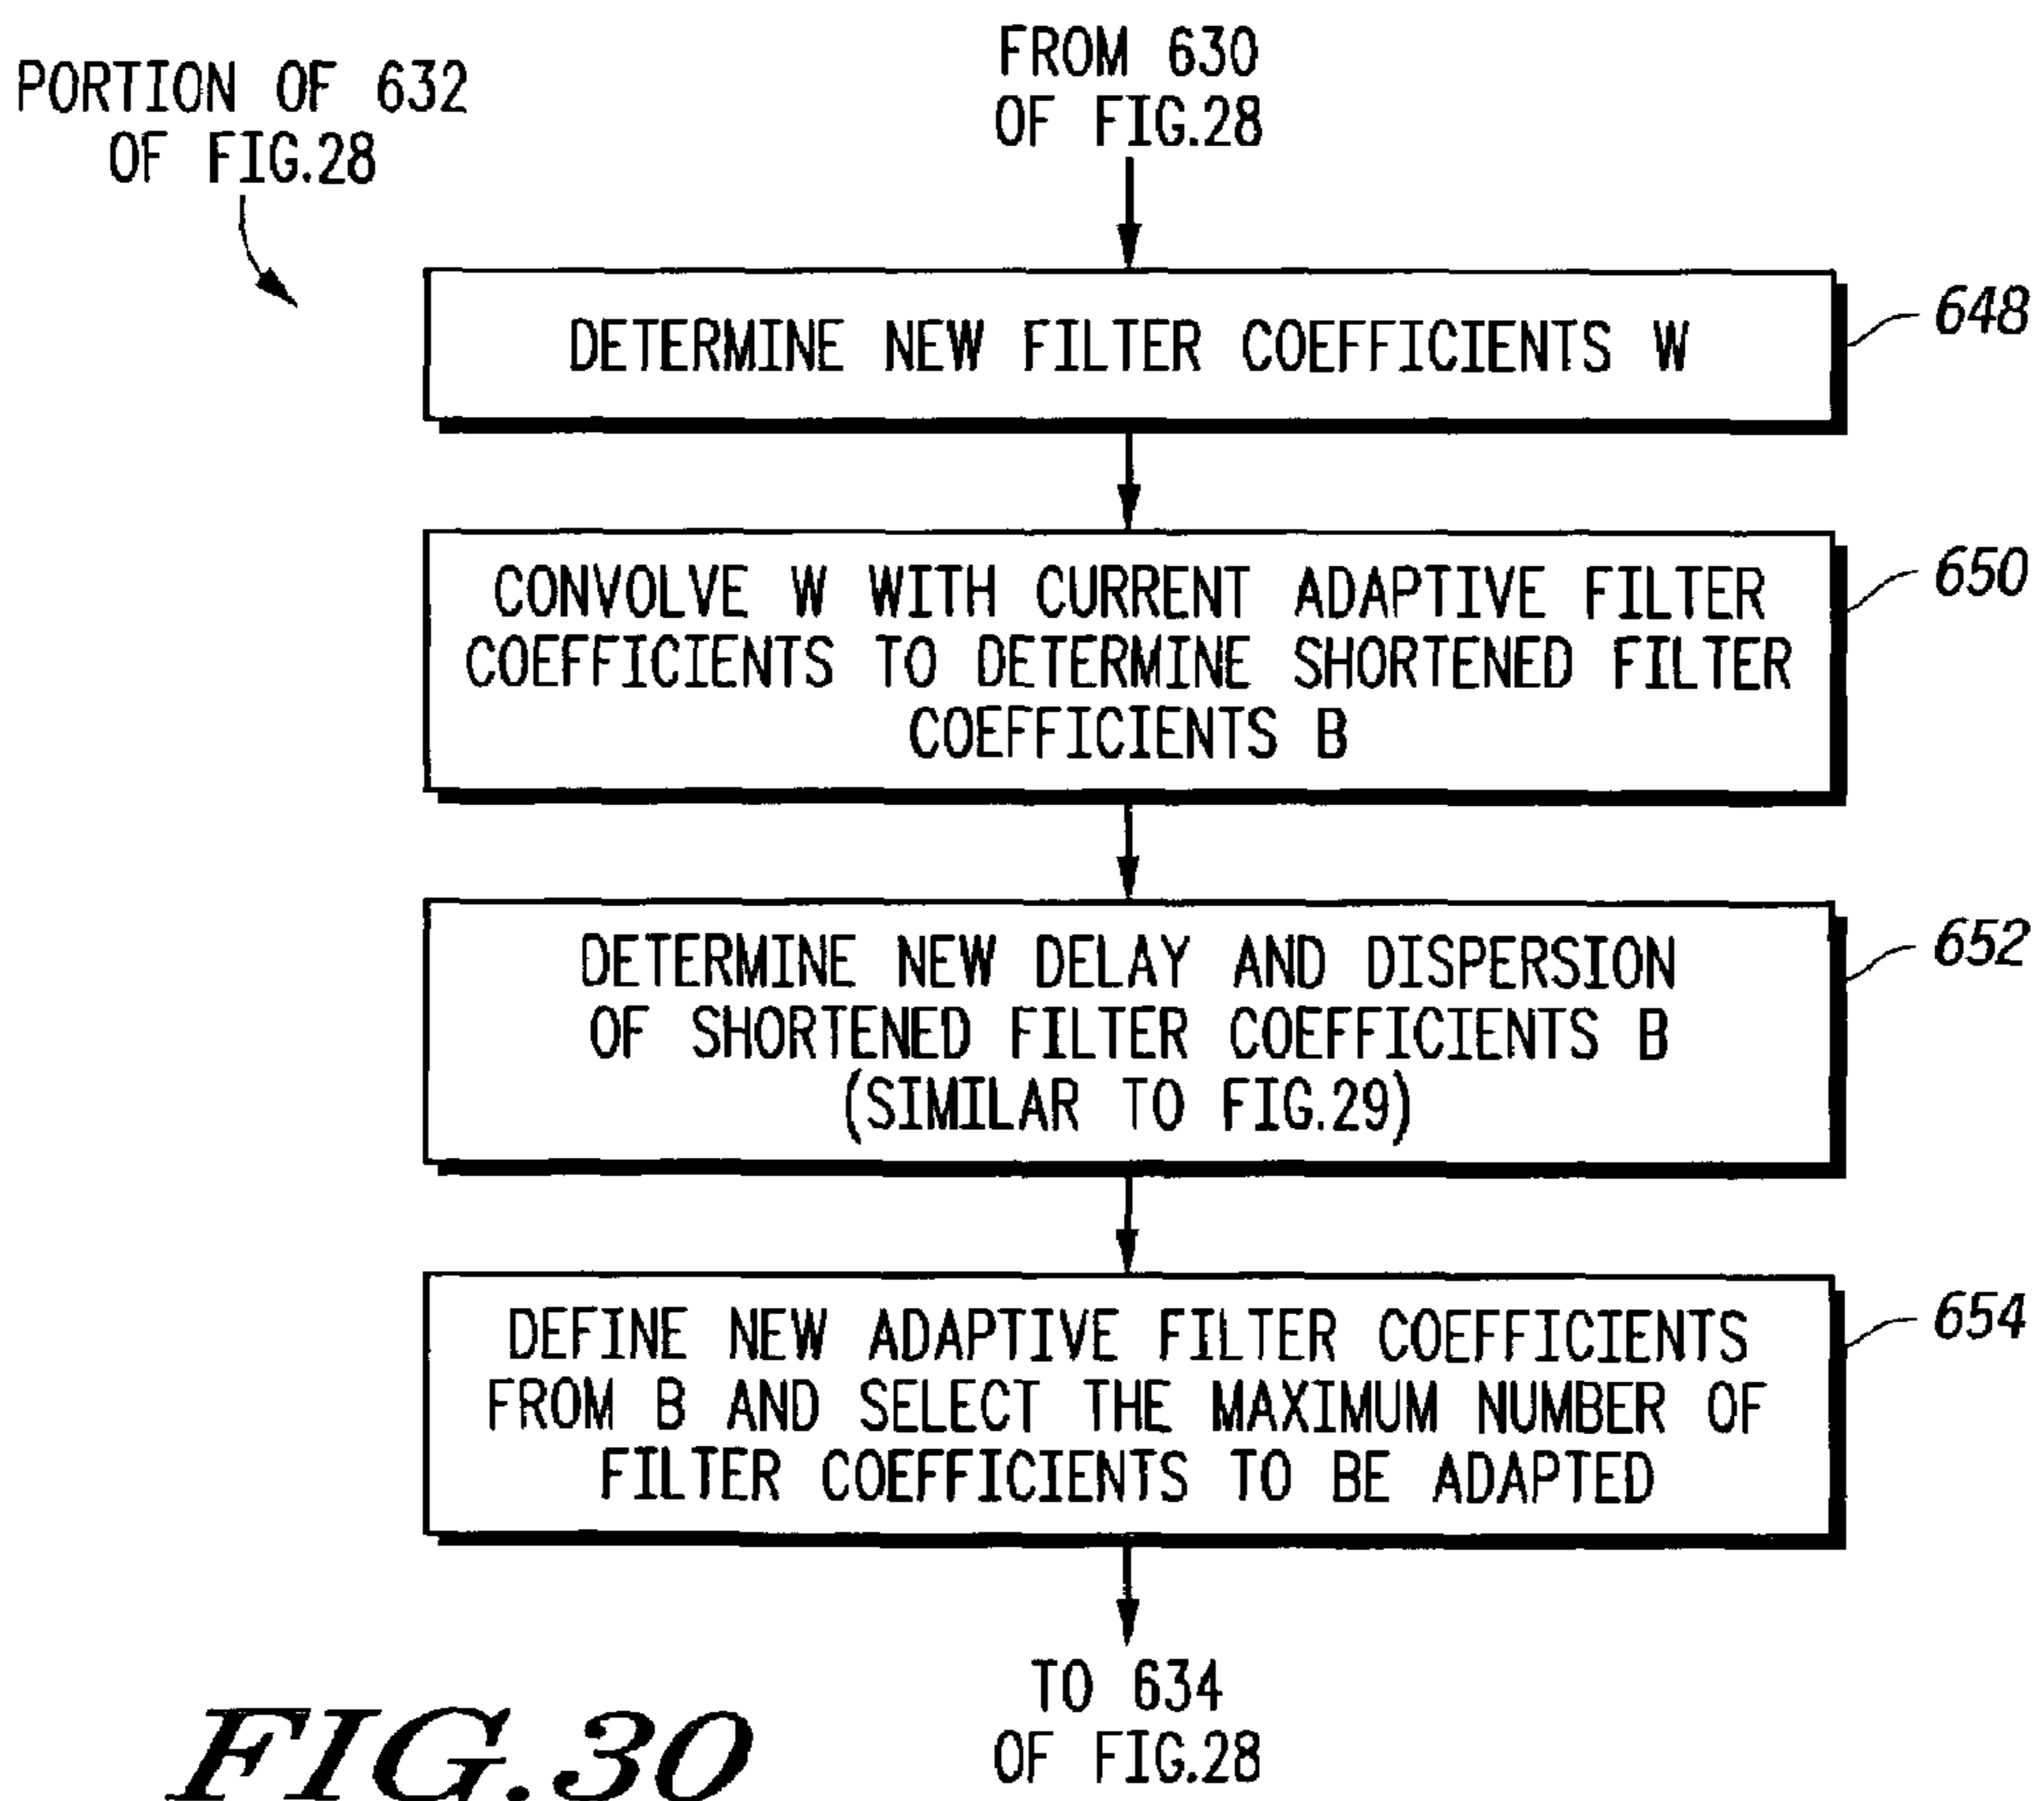 PORTION OF 632
OF FIG.28
FROM 630
OF FIG.28
DETERMINE NEW FILTER COEFFICIENTS W
648
CONVOLVE W WITH CURRENT ADAPTIVE FILTER
COEFFICIENTS TO DETERMINE SHORTENED FILTER
COEFFICIENTS B
650
DETERMINE NEW DELAY AND DISPERSION
OF SHORTENED FILTER COEFFICIENTS B
(SIMILAR TO FIG.29)
652
DEFINE NEW ADAPTIVE FILTER COEFFICIENTS
FROM B AND SELECT THE MAXIMUM NUMBER OF
FILTER COEFFICIENTS TO BE ADAPTED
654
TO 634
OF FIG.28
FIG.30